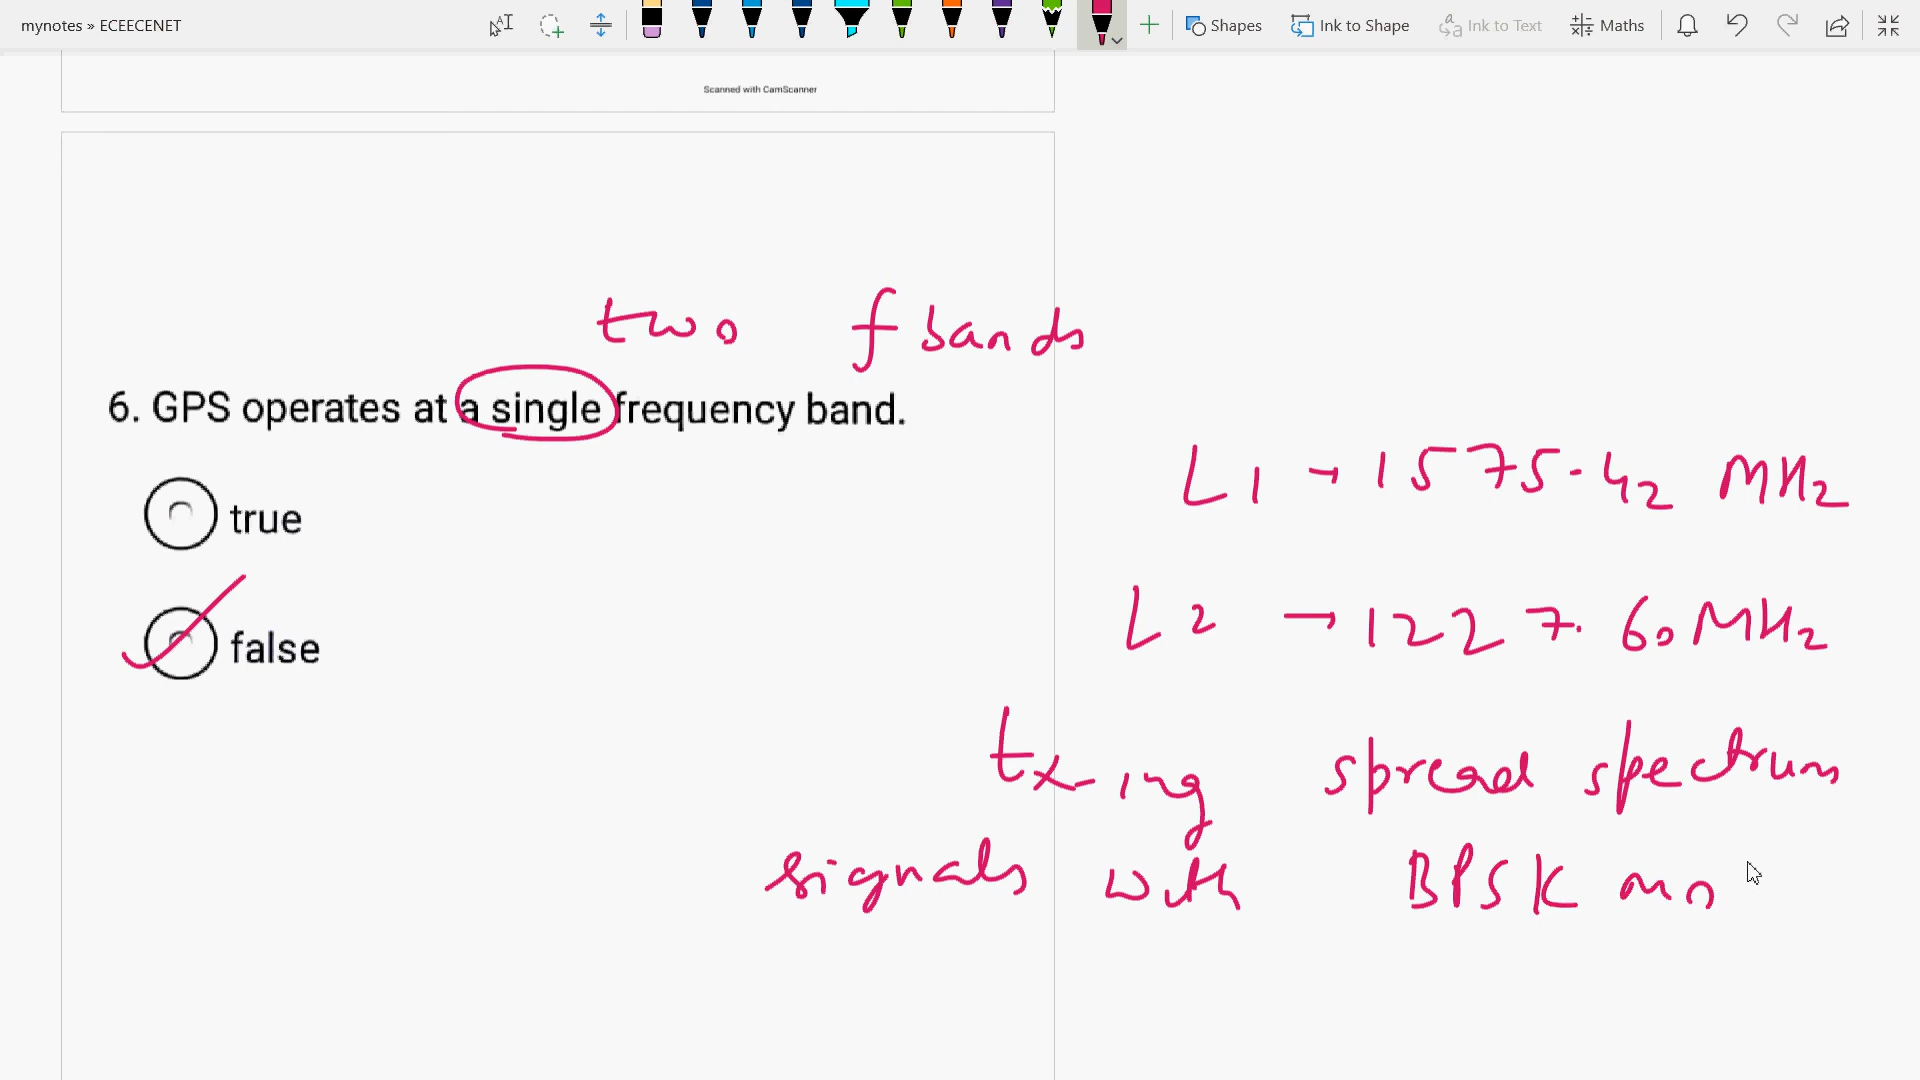 mynotes » ECEECENET
Shapes Ink to Shape Ink to Text Maths
Scanned with CamScanner
two f bands
6. GPS operates at a single frequency band.
L1 → 1575.42 MHz
true
L2 → 1227.60 MHz
false
tx-ing spread spectrum
signals with BPSK mo